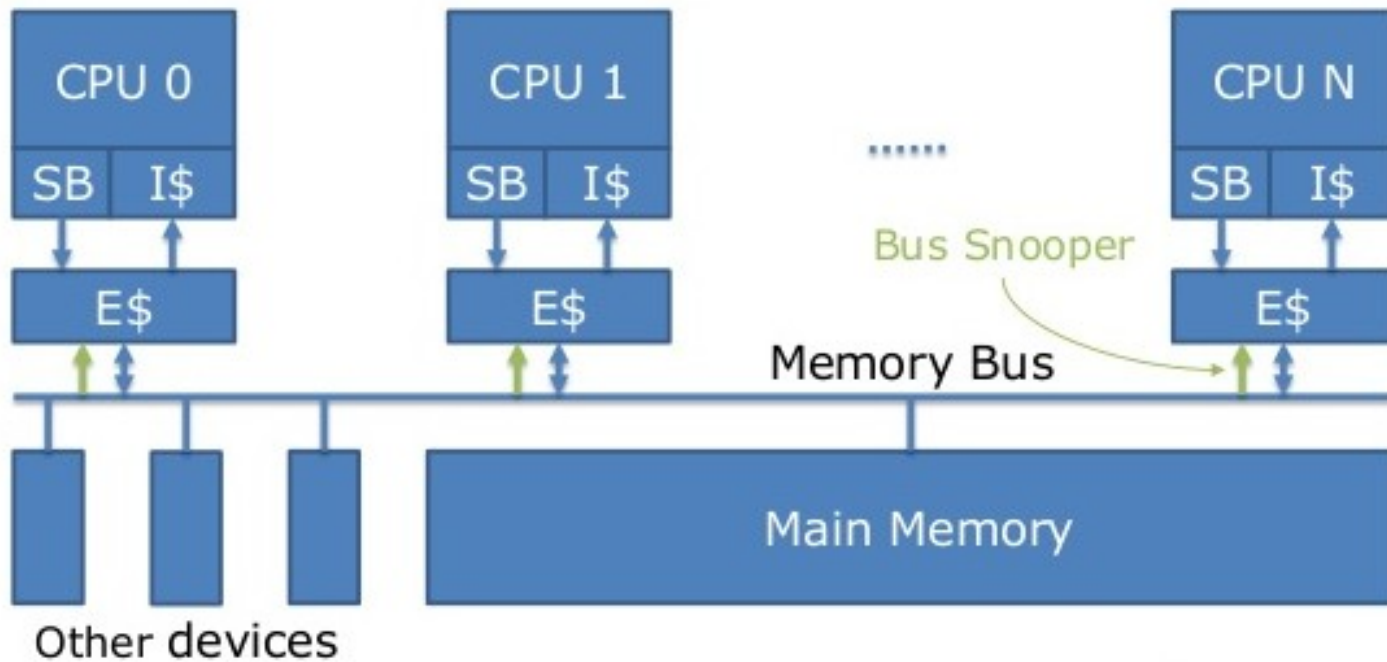 CPU 0
CPU 1
CPU N
SB
I$
SB
I$
......
SB
I$
Bus Snooper
E$
E$
E$
Memory Bus
Main Memory
Other devices